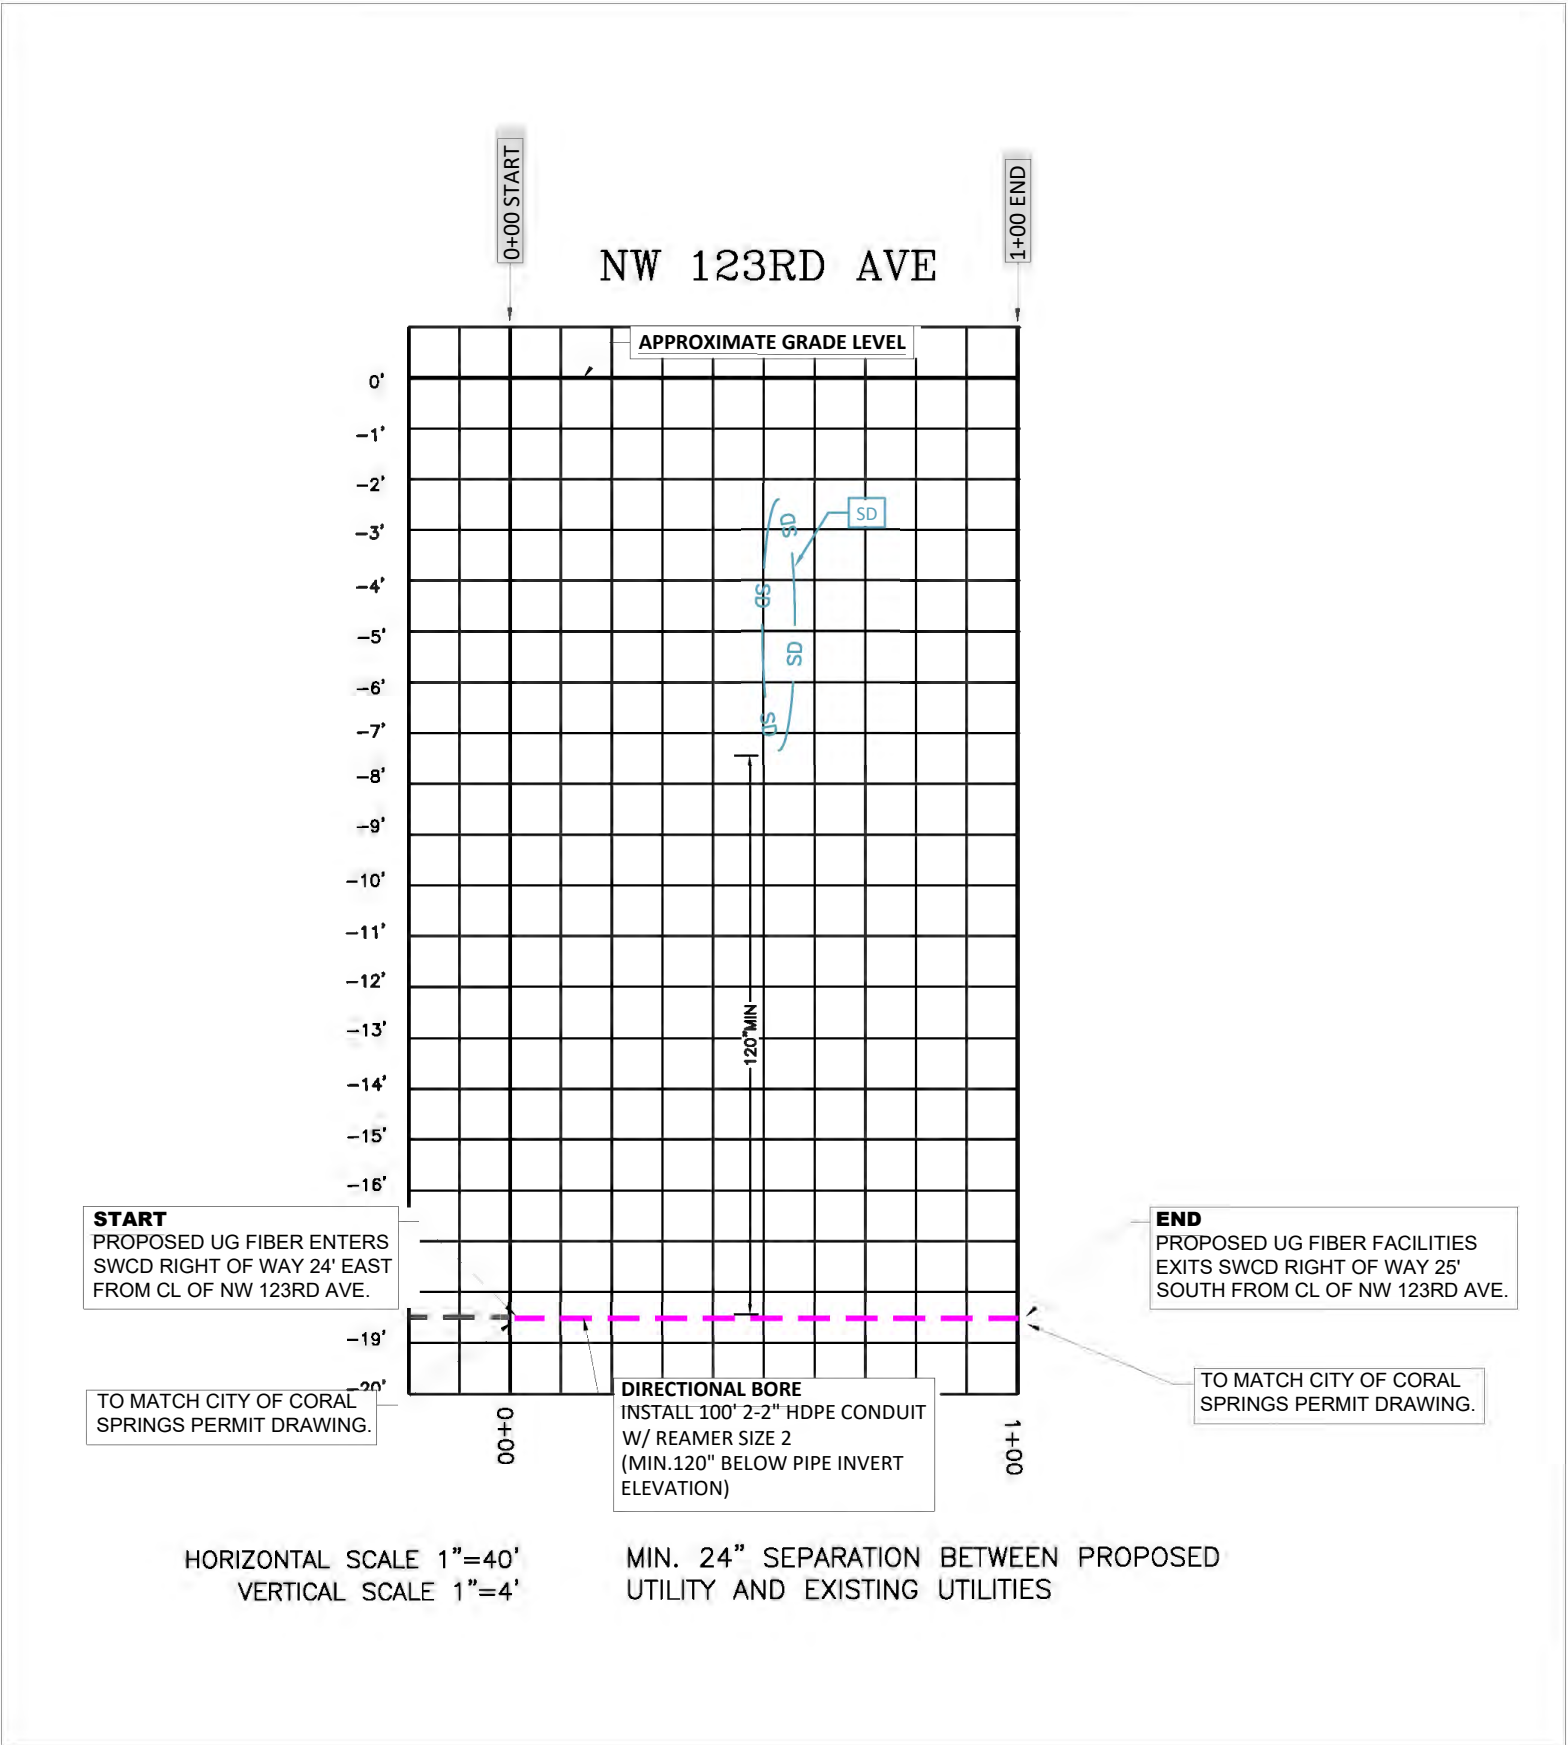 0+00 START
1+00 END
NW 123RD AVE
APPROXIMATE GRADE LEVEL
0'
-1'
-2'
SD
SD
-3'
-4'
SD
-5'
SD
-6'
-7'
SD
-8'
-9'
-10'
-11'
-12'
-13'
120"MIN
-14'
-15'
-16'
START
PROPOSED UG FIBER ENTERS
SWCD RIGHT OF WAY 24' EAST
FROM CL OF NW 123RD AVE.
END
PROPOSED UG FIBER FACILITIES
EXITS SWCD RIGHT OF WAY 25'
SOUTH FROM CL OF NW 123RD AVE.
-19'
-20'
TO MATCH CITY OF CORAL
SPRINGS PERMIT DRAWING.
DIRECTIONAL BORE
INSTALL 100' 2-2" HDPE CONDUIT
W/ REAMER SIZE 2
(MIN.120" BELOW PIPE INVERT
ELEVATION)
TO MATCH CITY OF CORAL
SPRINGS PERMIT DRAWING.
0+00
1+00
HORIZONTAL SCALE 1"=40'
VERTICAL SCALE 1"=4'
MIN. 24" SEPARATION BETWEEN PROPOSED
UTILITY AND EXISTING UTILITIES